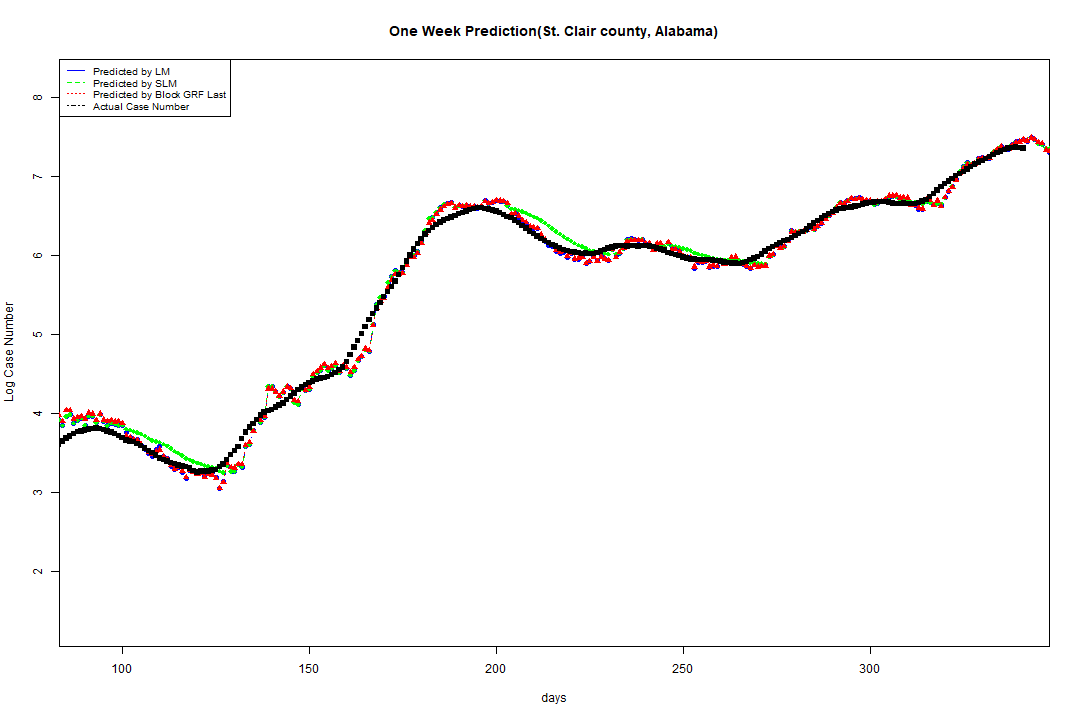 One Week Prediction(St. Clair county, Alabama)
Predicted by LM
Predicted by SLM
Predicted by Block GRF Last
Actual Case Number
8
7
6
5
4
3
2
Log Case Number
100 150 200 250 300
days